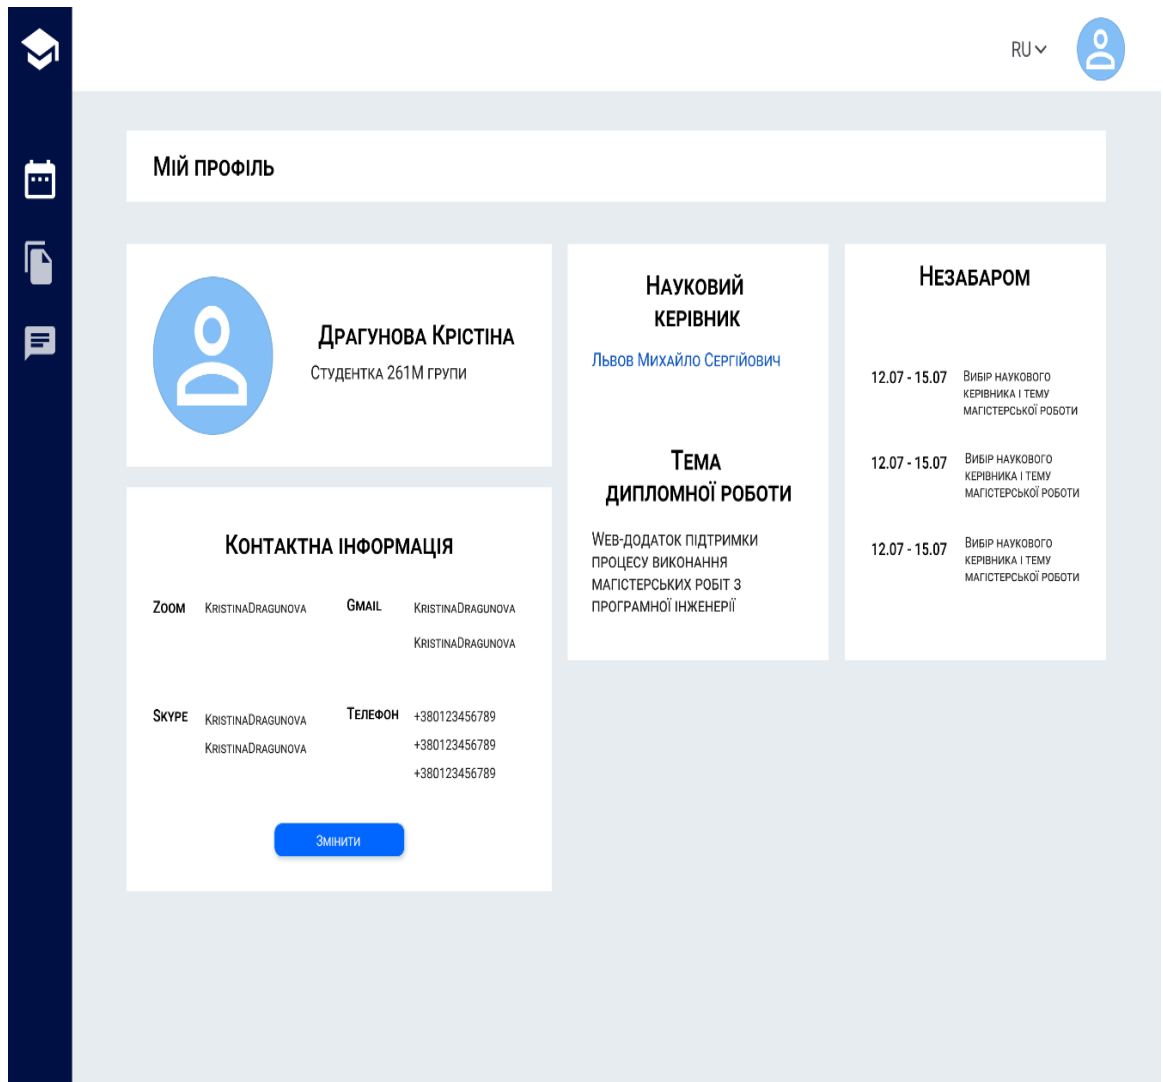 RU
Мій профіль
Драгунова Крістіна
Студентка 261М групи
Контактна інформація
Zoom KristinaDragunova
Gmail KristinaDragunova
KristinaDragunova
Skype KristinaDragunova
KristinaDragunova
Телефон +380123456789
+380123456789
+380123456789
Змінити
Науковий
керівник
Львов Михайло Сергійович
Тема
дипломної роботи
Web-додаток підтримки
процесу виконання
магістерських робіт з
програмної інженерії
Незабаром
12.07 - 15.07 Вибір наукового
керівника і тему
магістерської роботи
12.07 - 15.07 Вибір наукового
керівника і тему
магістерської роботи
12.07 - 15.07 Вибір наукового
керівника і тему
магістерської роботи